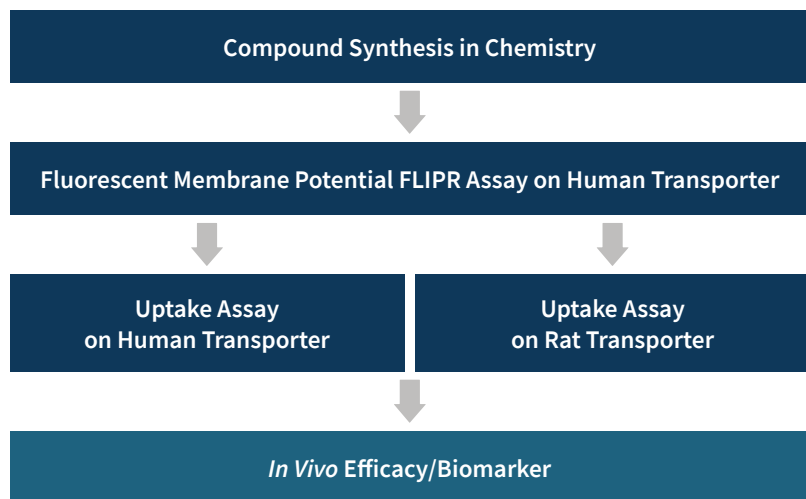 Compound Synthesis in Chemistry
Fluorescent Membrane Potential FLIPR Assay on Human Transporter
Uptake Assay
on Human Transporter
Uptake Assay
on Rat Transporter
In Vivo Efficacy/Biomarker